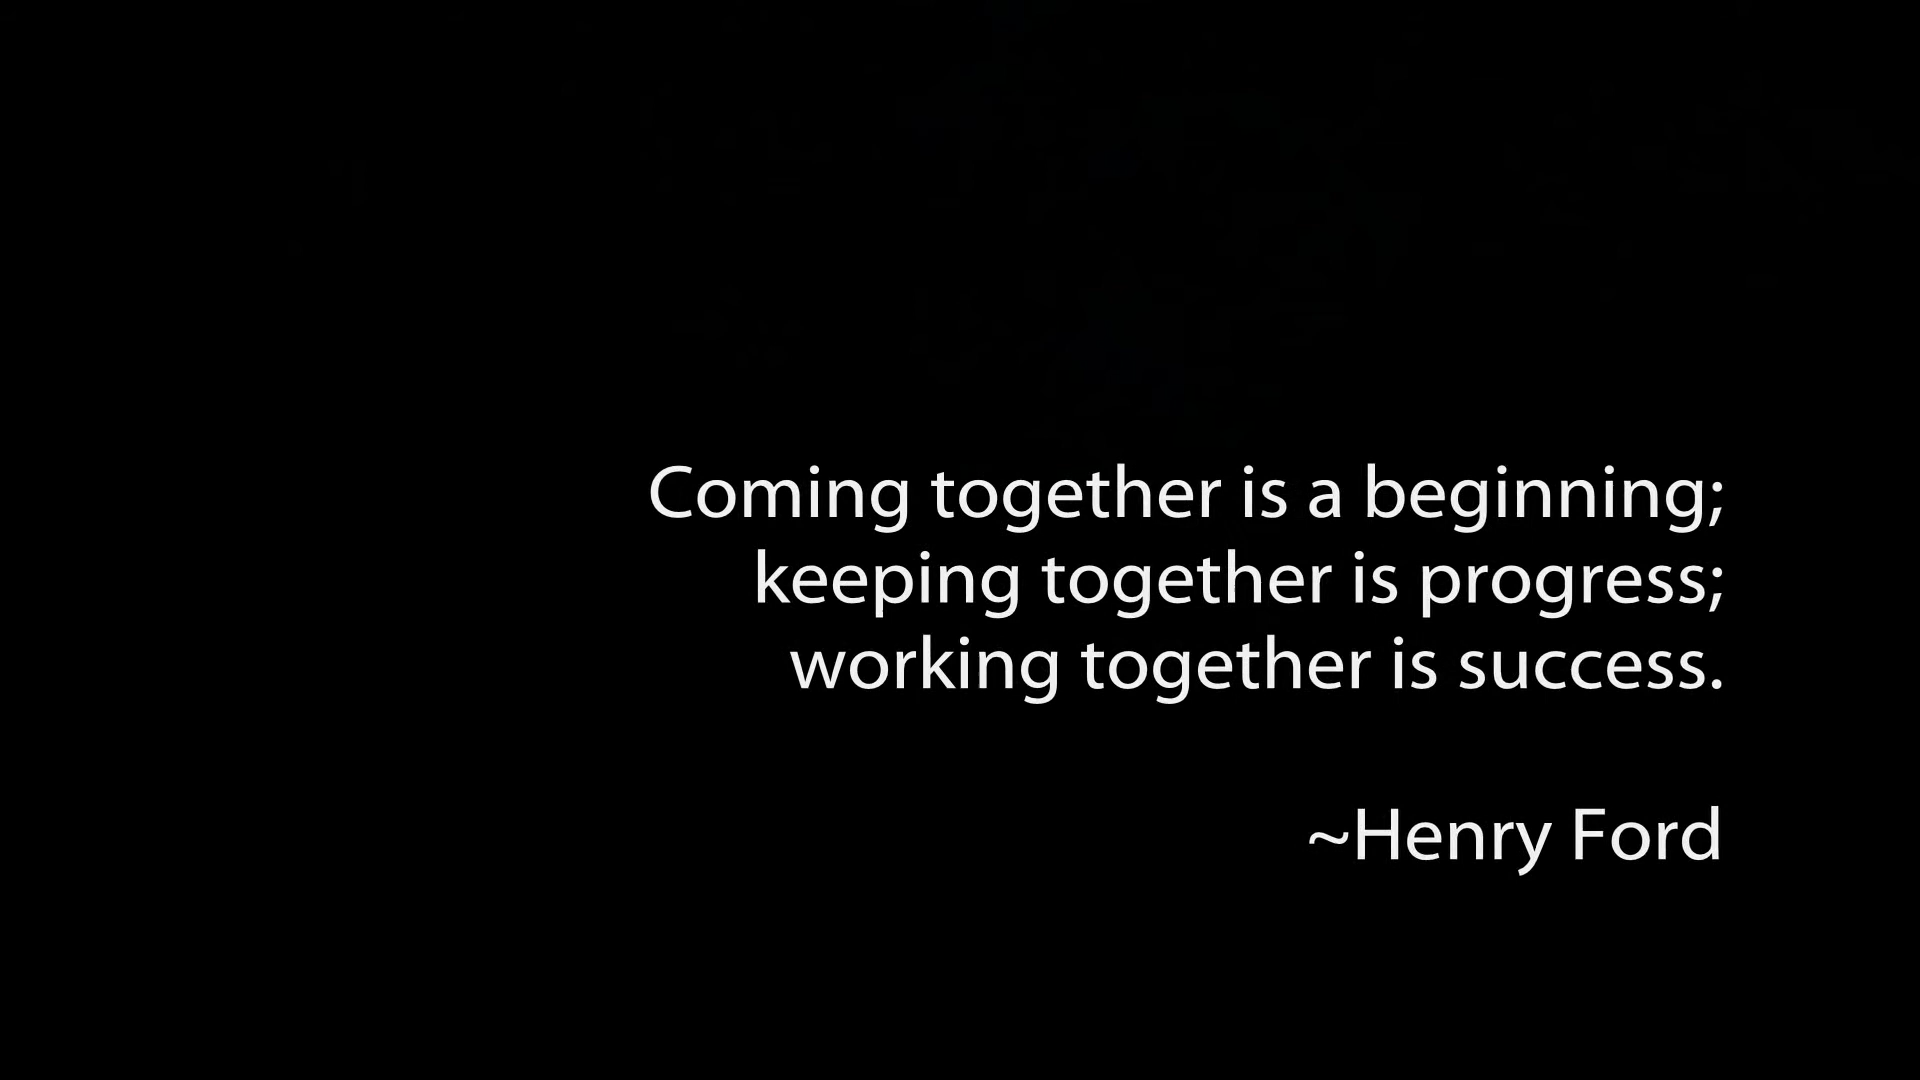 Coming together is a beginning;
keeping together is progress;
working together is success.
~Henry Ford